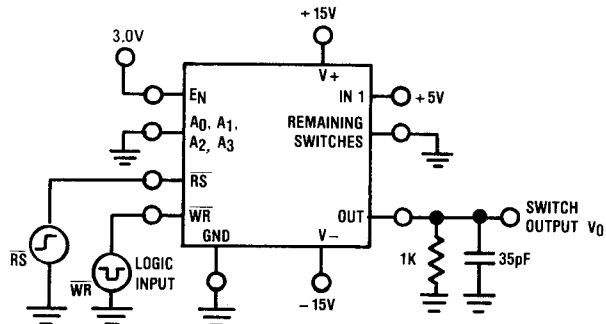 +15V
3.0V
V+
EN
IN 1
+5V
A0, A1,
A2, A3
REMAINING
SWITCHES
RS
WR
OUT
SWITCH
OUTPUT VO
GND
V−
RS
LOGIC
INPUT
WR
1K
35pF
−15V